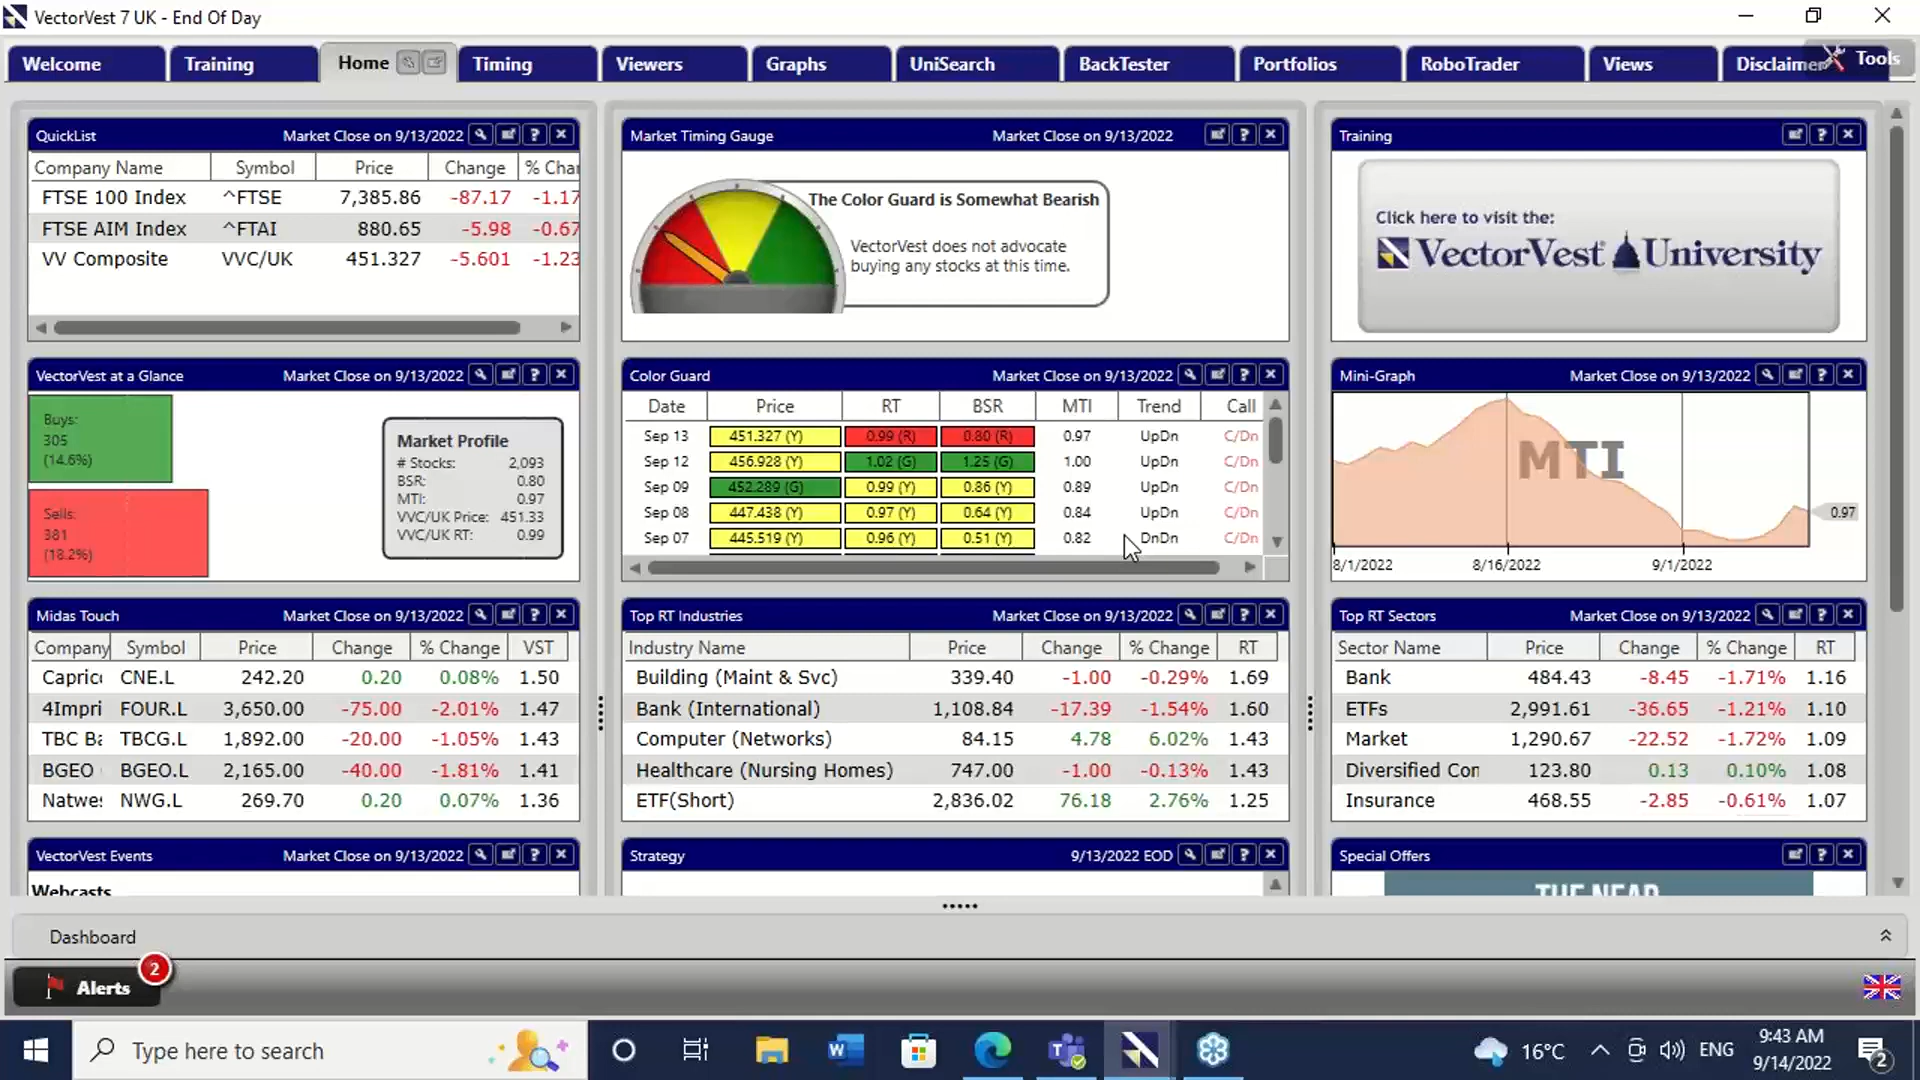 VectorVest 7 UK - End Of Day
Welcome Training Home Timing Viewers Graphs UniSearch BackTester Portfolios RoboTrader Views Disclaimer Tools
QuickList Market Close on 9/13/2022
Company Name Symbol Price Change % Char
FTSE 100 Index ^FTSE 7,385.86 -87.17 -1.17
FTSE AIM Index ^FTAI 880.65 -5.98 -0.67
VV Composite VVC/UK 451.327 -5.601 -1.23
Market Timing Gauge Market Close on 9/13/2022
The Color Guard is Somewhat Bearish
VectorVest does not advocate
buying any stocks at this time.
Training
Click here to visit the:
VectorVest University
VectorVest at a Glance Market Close on 9/13/2022
Buys:
305
(14.6%)
Sells:
381
(18.2%)
Market Profile
# Stocks: 2,093
BSR: 0.80
MTI: 0.97
VVC/UK Price: 451.33
VVC/UK RT: 0.99
Color Guard Market Close on 9/13/2022
Date Price RT BSR MTI Trend Call
Sep 13 451.327 (Y) 0.99 (R) 0.80 (R) 0.97 UpDn C/Dn
Sep 12 456.928 (Y) 1.02 (G) 1.25 (G) 1.00 UpDn C/Dn
Sep 09 452.289 (G) 0.99 (Y) 0.86 (Y) 0.89 UpDn C/Dn
Sep 08 447.438 (Y) 0.97 (Y) 0.64 (Y) 0.84 UpDn C/Dn
Sep 07 445.519 (Y) 0.96 (Y) 0.51 (Y) 0.82 DnDn C/Dn
Mini-Graph Market Close on 9/13/2022
MTI
0.97
8/1/2022 8/16/2022 9/1/2022
Midas Touch Market Close on 9/13/2022
Company Symbol Price Change % Change VST
Capric CNE.L 242.20 0.20 0.08% 1.50
4Impri FOUR.L 3,650.00 -75.00 -2.01% 1.47
TBC Ba TBCG.L 1,892.00 -20.00 -1.05% 1.43
BGEO BGEO.L 2,165.00 -40.00 -1.81% 1.41
Natwes NWG.L 269.70 0.20 0.07% 1.36
Top RT Industries Market Close on 9/13/2022
Industry Name Price Change % Change RT
Building (Maint & Svc) 339.40 -1.00 -0.29% 1.69
Bank (International) 1,108.84 -17.39 -1.54% 1.60
Computer (Networks) 84.15 4.78 6.02% 1.43
Healthcare (Nursing Homes) 747.00 -1.00 -0.13% 1.43
ETF(Short) 2,836.02 76.18 2.76% 1.25
Top RT Sectors Market Close on 9/13/2022
Sector Name Price Change % Change RT
Bank 484.43 -8.45 -1.71% 1.16
ETFs 2,991.61 -36.65 -1.21% 1.10
Market 1,290.67 -22.52 -1.72% 1.09
Diversified Con 123.80 0.13 0.10% 1.08
Insurance 468.55 -2.85 -0.61% 1.07
VectorVest Events Market Close on 9/13/2022
Webcasts
Strategy 9/13/2022 EOD
Special Offers
THE NEAR
Dashboard
Alerts 2
Type here to search
16°C ENG
9:43 AM
9/14/2022
2